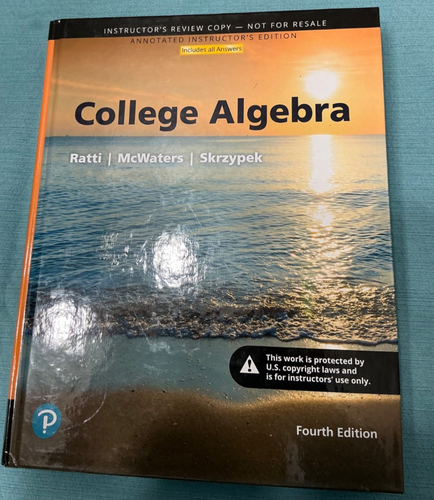 INSTRUCTOR'S REVIEW COPY — NOT FOR RESALE
ANNOTATED INSTRUCTOR'S EDITION
Includes all Answers
College Algebra
Ratti | McWaters | Skrzypek
This work is protected by
U.S. copyright laws and
is for instructors' use only.
P
Fourth Edition